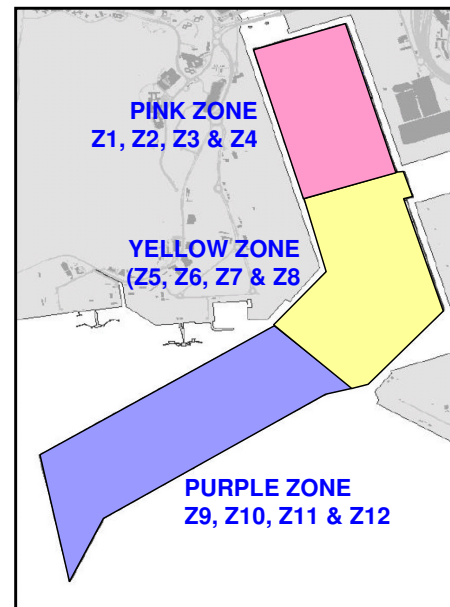 PINK ZONE
Z1, Z2, Z3 & Z4
YELLOW ZONE
(Z5, Z6, Z7 & Z8
PURPLE ZONE
Z9, Z10, Z11 & Z12